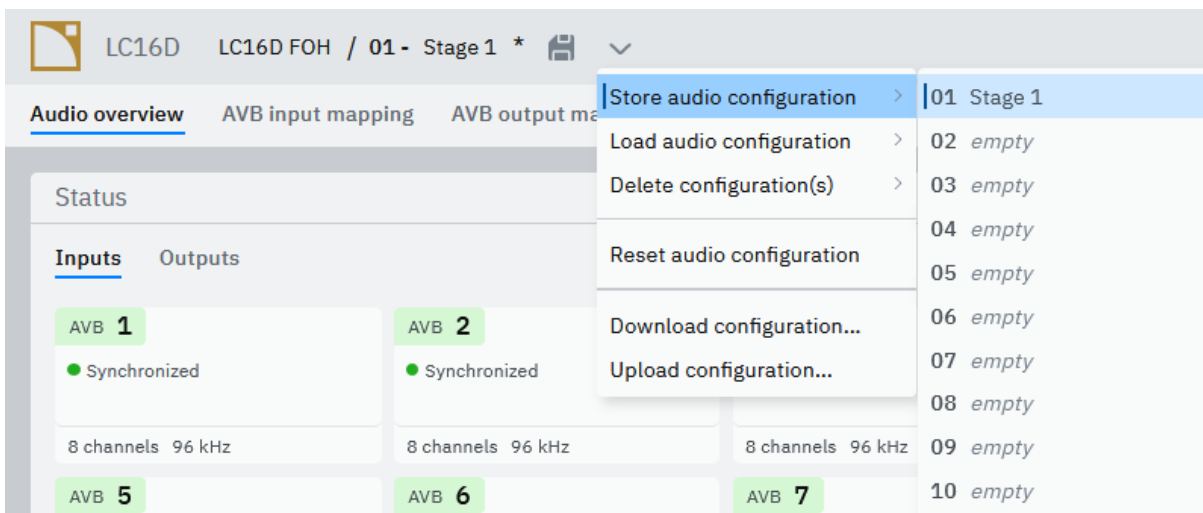 LC16D LC16D FOH / 01 - Stage 1 *
Audio overview AVB input mapping AVB output ma
Store audio configuration
Load audio configuration
Delete configuration(s)
Reset audio configuration
Download configuration...
Upload configuration...
01 Stage 1
02 empty
03 empty
04 empty
05 empty
06 empty
07 empty
08 empty
09 empty
10 empty
Status
Inputs Outputs
AVB 1
Synchronized
8 channels 96 kHz
AVB 2
Synchronized
8 channels 96 kHz
8 channels 96 kHz
AVB 5
AVB 6
AVB 7